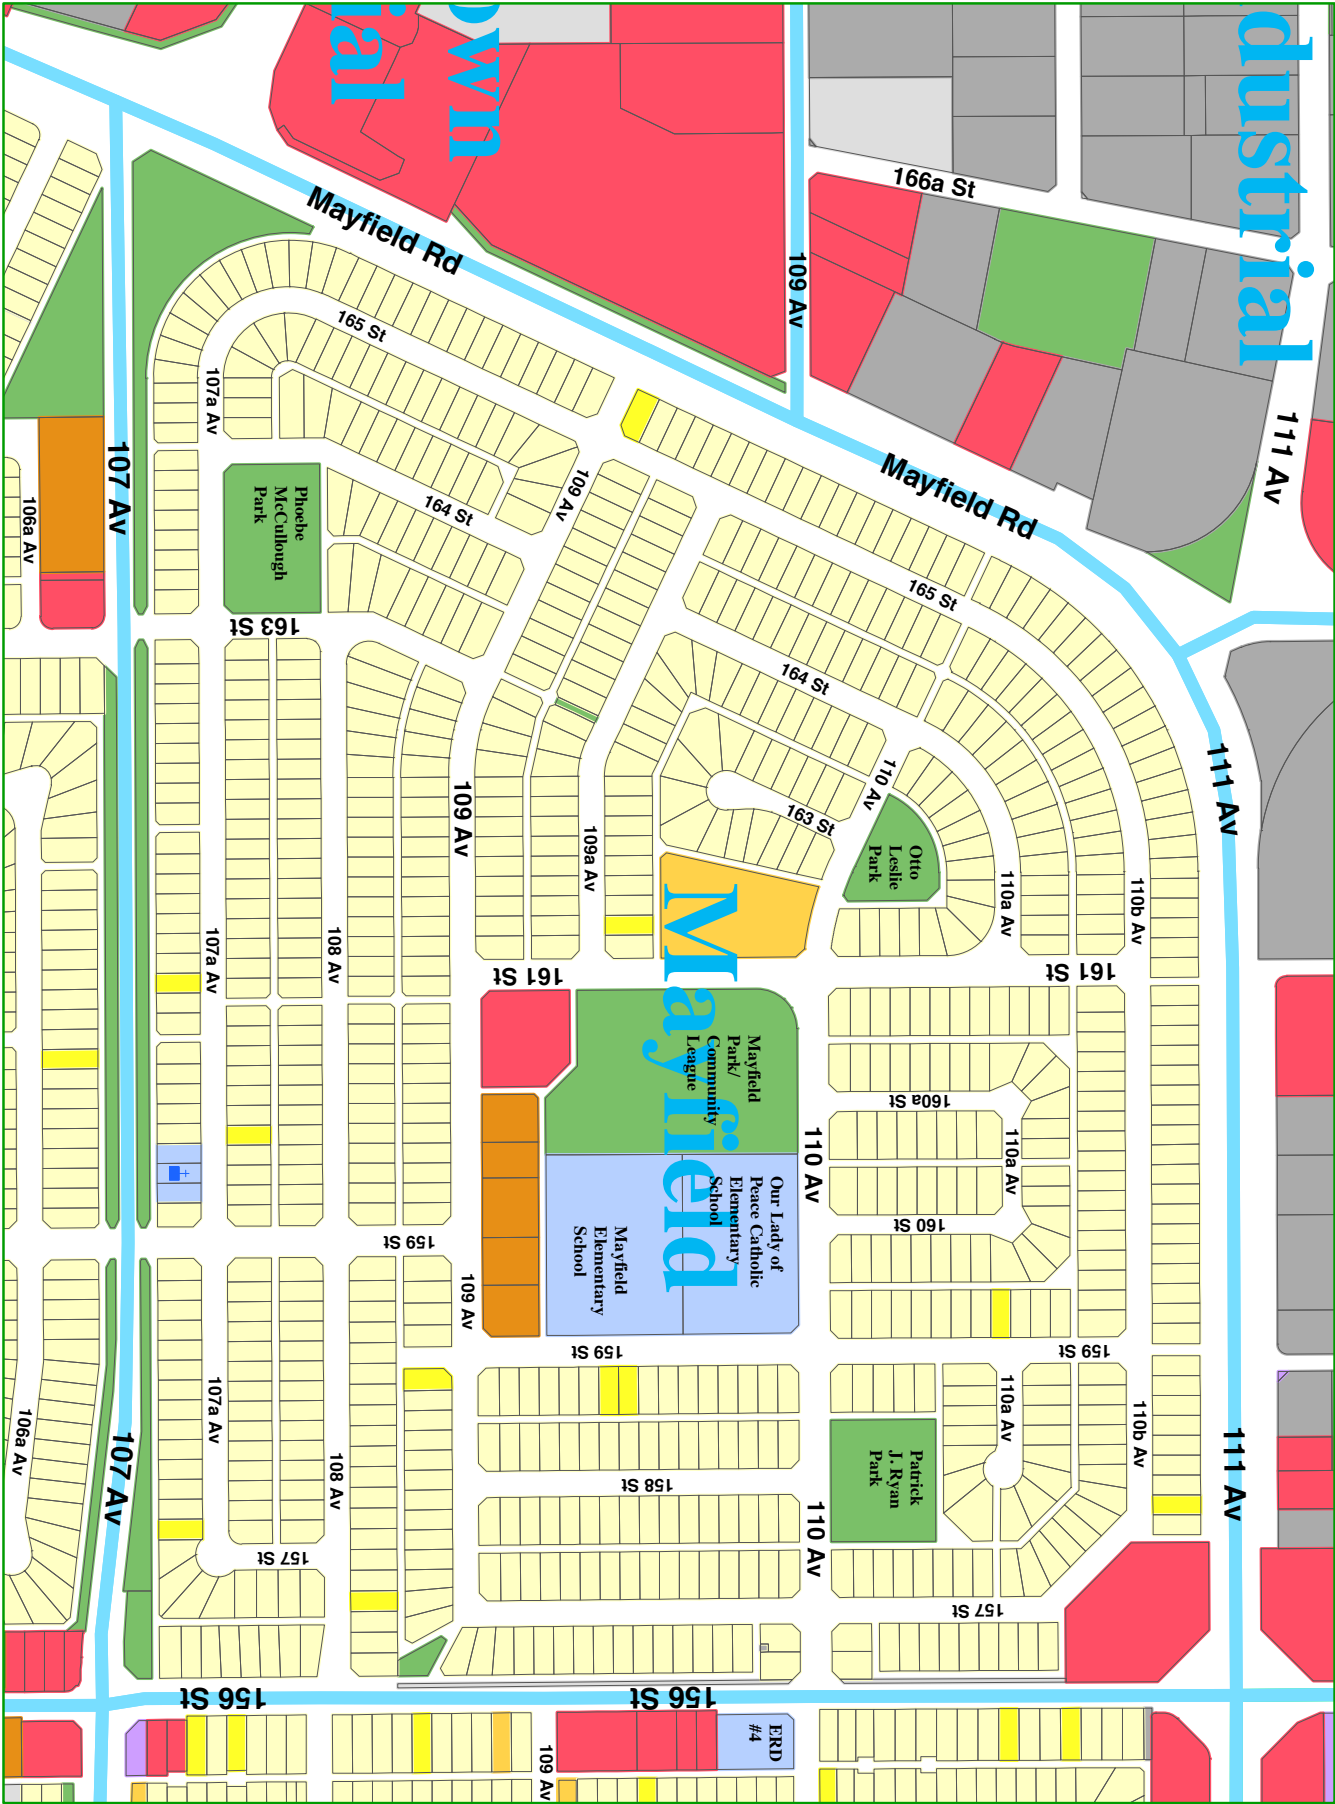 own
ial
dustrial
166a St
Mayfield Rd
109 Av
165 St
107a Av
111 Av
107 Av
106a Av
Phoebe
McCullough
Park
164 St
109 Av
Mayfield Rd
165 St
163 St
164 St
110 Av
163 St
111 Av
109 Av
109a Av
Otto
Leslie
Park
110a Av
110b Av
107a Av
108 Av
161 St
161 St
Mayfield
Mayfield
Park/
Community
League
160a St
110 Av
110a Av
Our Lady of
Peace Catholic
Elementary
School
Mayfield
Elementary
School
160 St
159 St
109 Av
159 St
159 St
107a Av
106a Av
107 Av
108 Av
110a Av
110b Av
111 Av
Patrick
J. Ryan
Park
158 St
110 Av
157 St
157 St
156 St
156 St
ERD
#4
109 Av